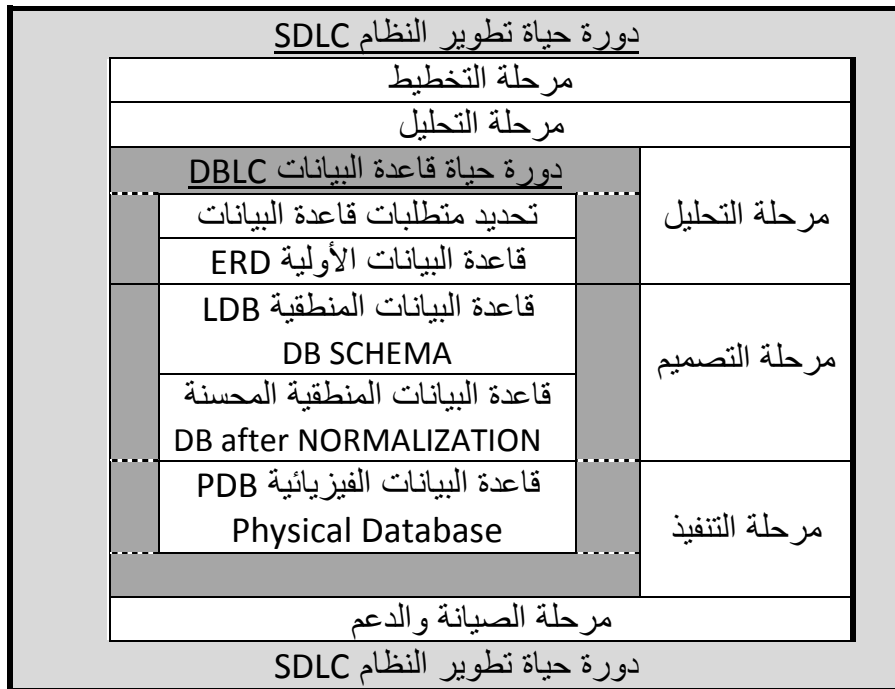 دورة حياة تطوير النظام SDLC
مرحلة التخطيط
مرحلة التحليل
مرحلة التحليل
دورة حياة قاعدة البيانات DBLC
تحديد متطلبات قاعدة البيانات
قاعدة البيانات الأولية ERD
مرحلة التصميم
قاعدة البيانات المنطقية LDB
DB SCHEMA
قاعدة البيانات المنطقية المحسنة
DB after NORMALIZATION
مرحلة التنفيذ
قاعدة البيانات الفيزيائية PDB
Physical Database
مرحلة الصيانة والدعم
دورة حياة تطوير النظام SDLC